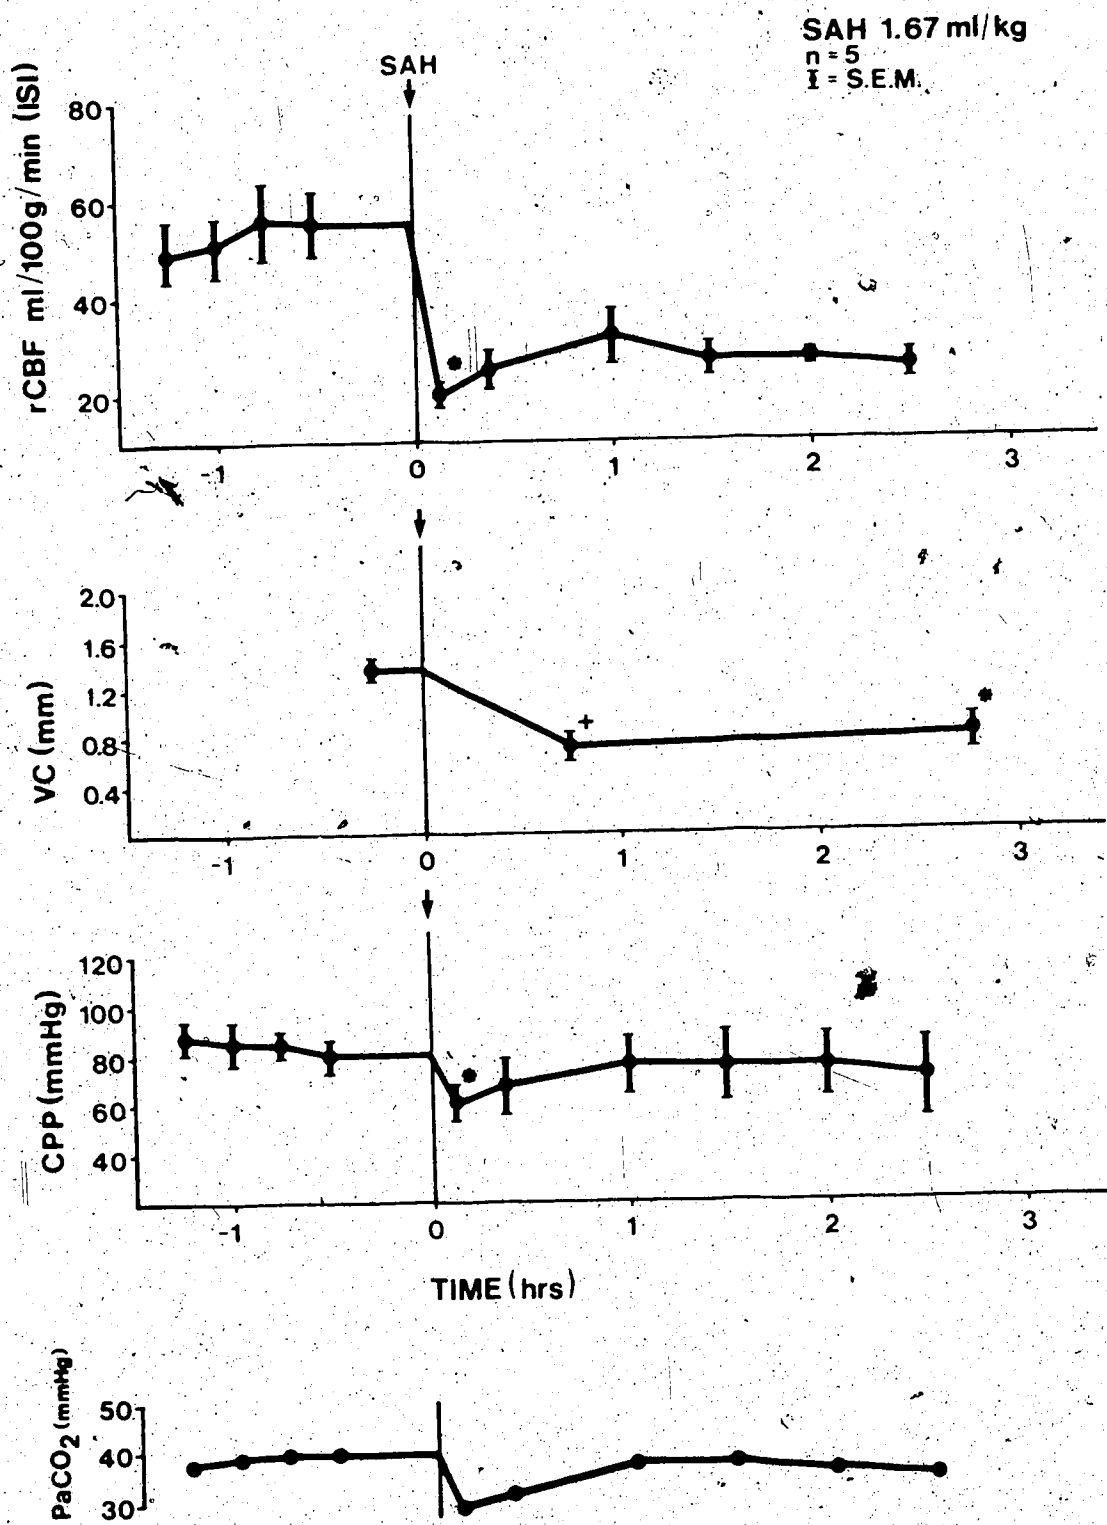 SAH 1.67 ml/kg
n = 5
I = S.E.M.
SAH
rCBF ml/100g/min (ISI)
80
60
40
20
-1 0 1 2 3
VC (mm)
2.0
1.6
1.2
0.8
0.4
+
*
-1 0 1 2 3
CPP (mmHg)
120
100
80
60
40
*
-1 0 1 2 3
TIME (hrs)
PaCO2 (mmHg)
50
40
30